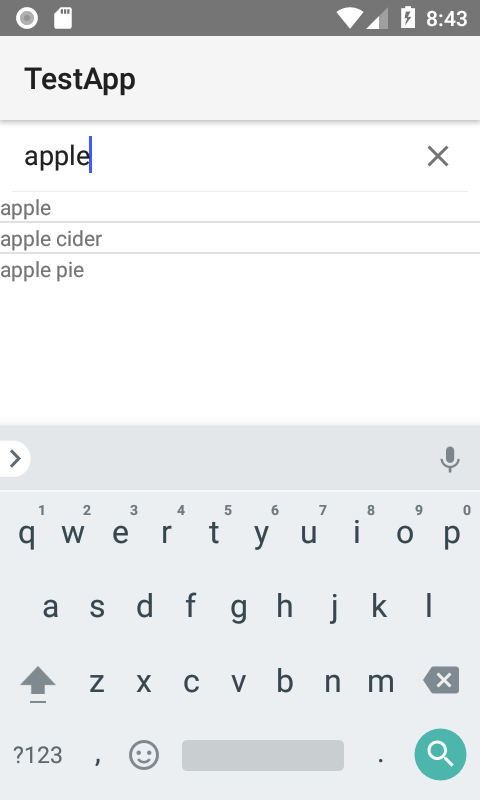 8:43
TestApp
apple
apple
apple cider
apple pie
1 2 3 4 5 6 7 8 9 0
q w e r t y u i o p
a s d f g h j k l
z x c v b n m
?123 , .